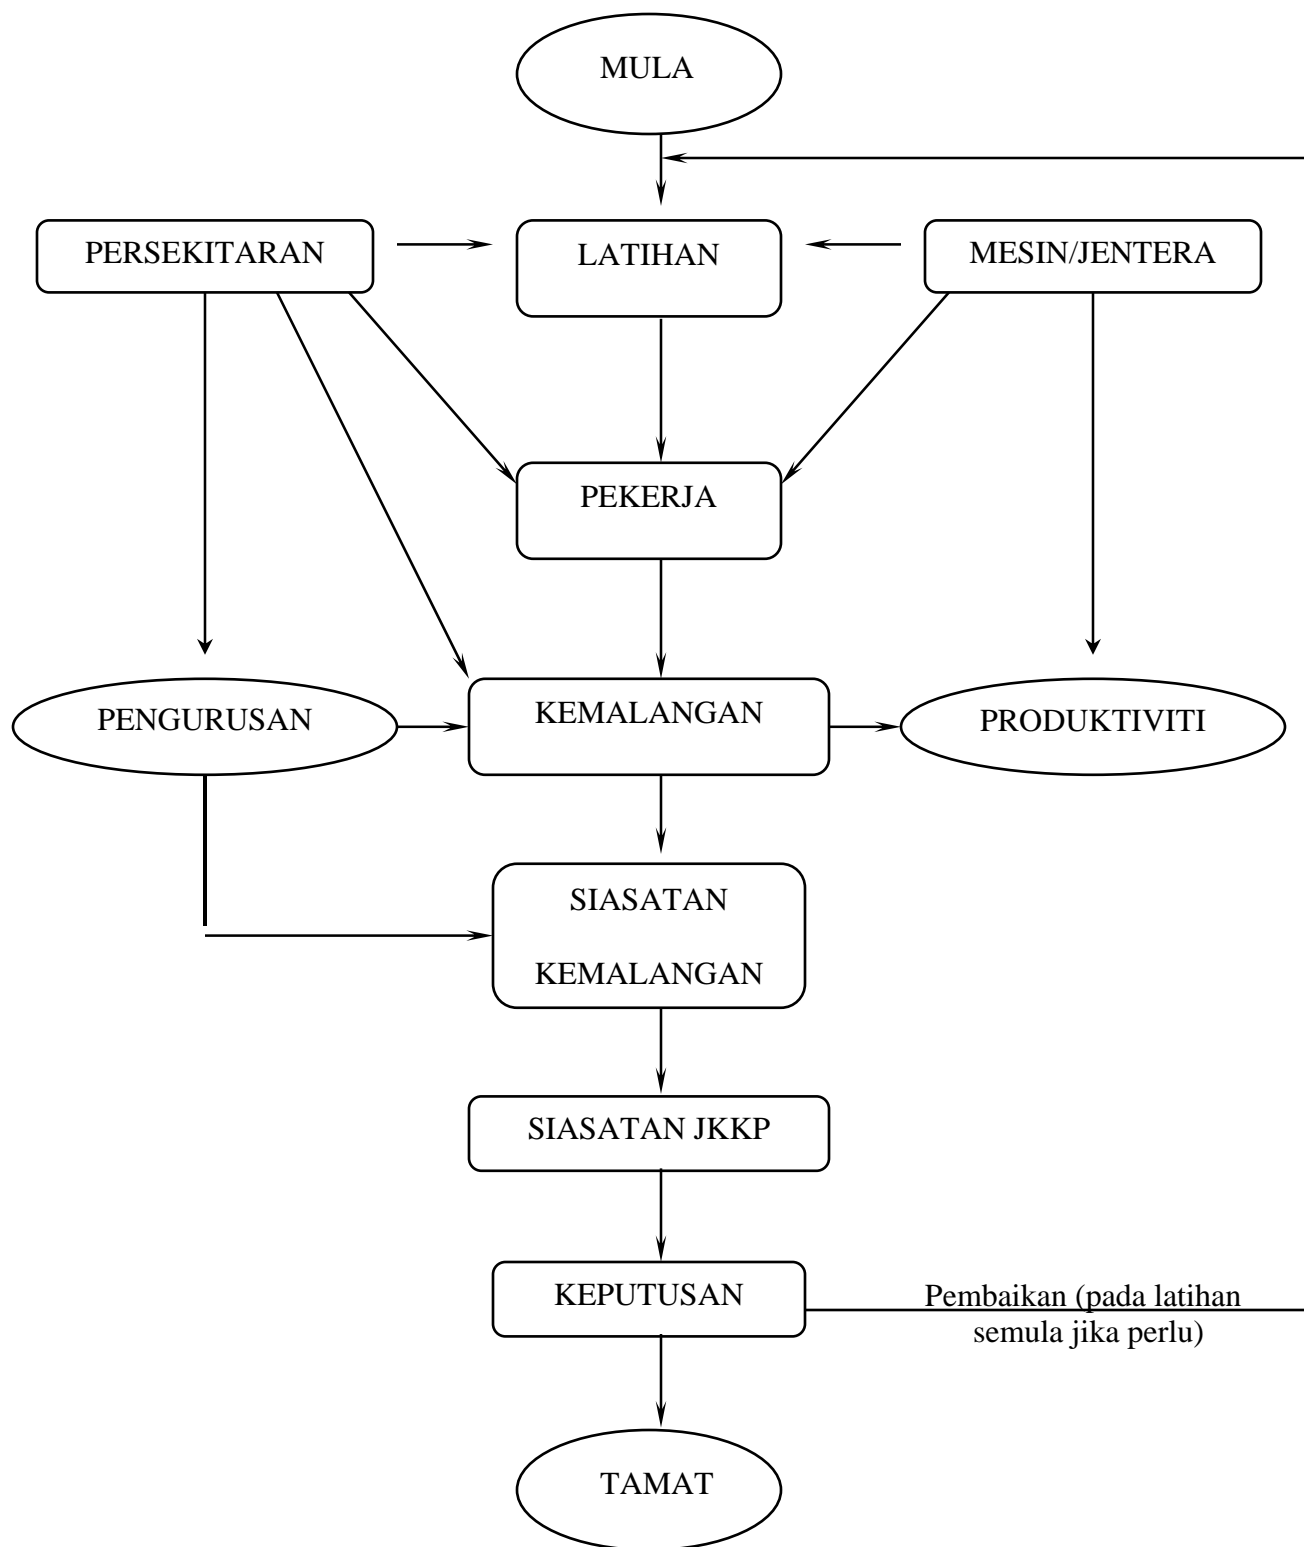 MULA
PERSEKITARAN
LATIHAN
MESIN/JENTERA
PEKERJA
PENGURUSAN
KEMALANGAN
PRODUKTIVITI
SIASATAN
KEMALANGAN
SIASATAN JKKP
KEPUTUSAN
Pembaikan (pada latihan
semula jika perlu)
TAMAT